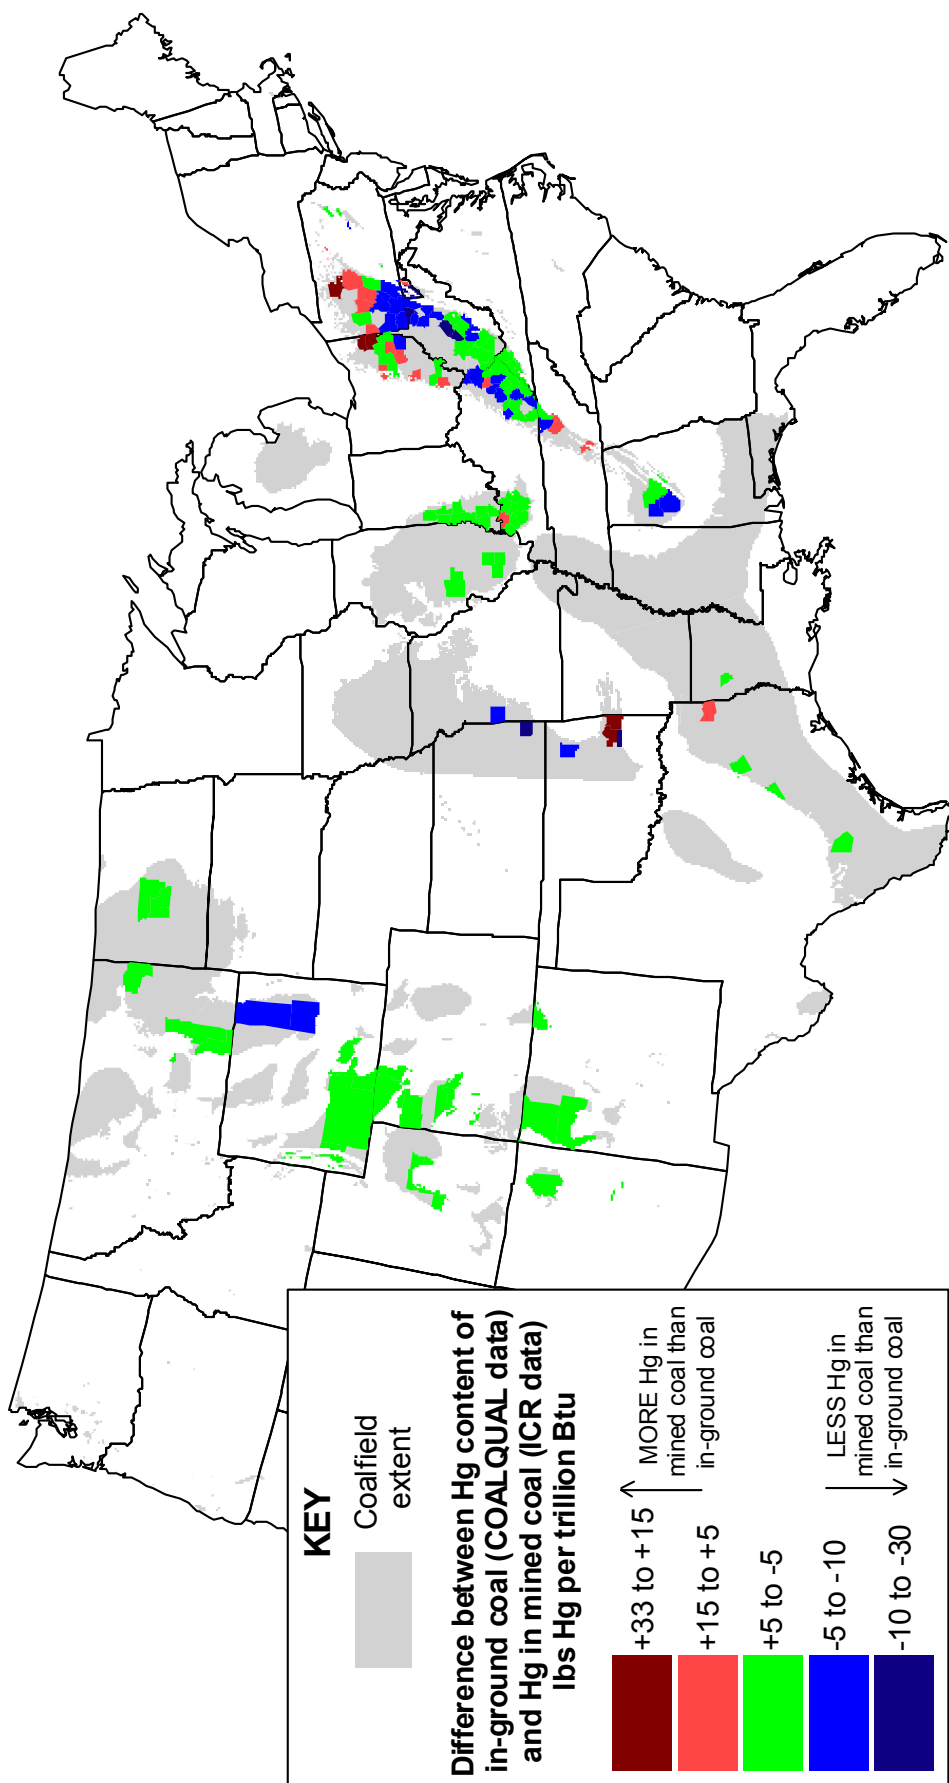 KEY
Coalfield
extent
Difference between Hg content of
in-ground coal (COALQUAL data)
and Hg in mined coal (ICR data)
lbs Hg per trillion Btu
+33 to +15
+15 to +5
+5 to -5
-5 to -10
-10 to -30
MORE Hg in
mined coal than
in-ground coal
LESS Hg in
mined coal than
in-ground coal